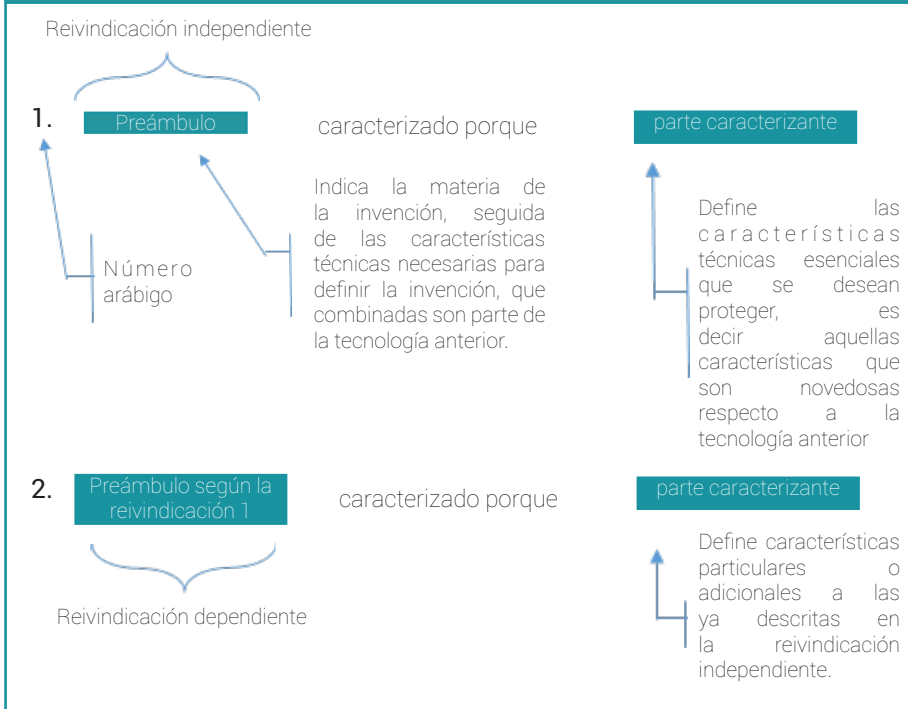 Reivindicación independiente
1. Preámbulo caracterizado porque parte caracterizante
Número
arábigo
Indica la materia de
la invención, seguida
de las características
técnicas necesarias para
definir la invención, que
combinadas son parte de
la tecnología anterior.
Define las
características
técnicas esenciales
que se desean
proteger, es
decir aquellas
características que
son novedosas
respecto a la
tecnología anterior
2. Preámbulo según la
reivindicación 1
caracterizado porque
parte caracterizante
Reivindicación dependiente
Define características
particulares o
adicionales a las
ya descritas en
la reivindicación
independiente.